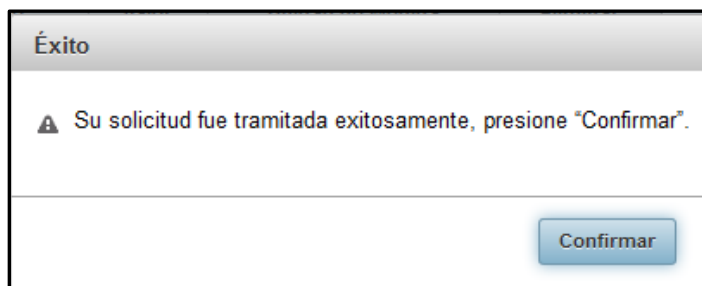 Éxito
Su solicitud fue tramitada exitosamente, presione “Confirmar”.
Confirmar